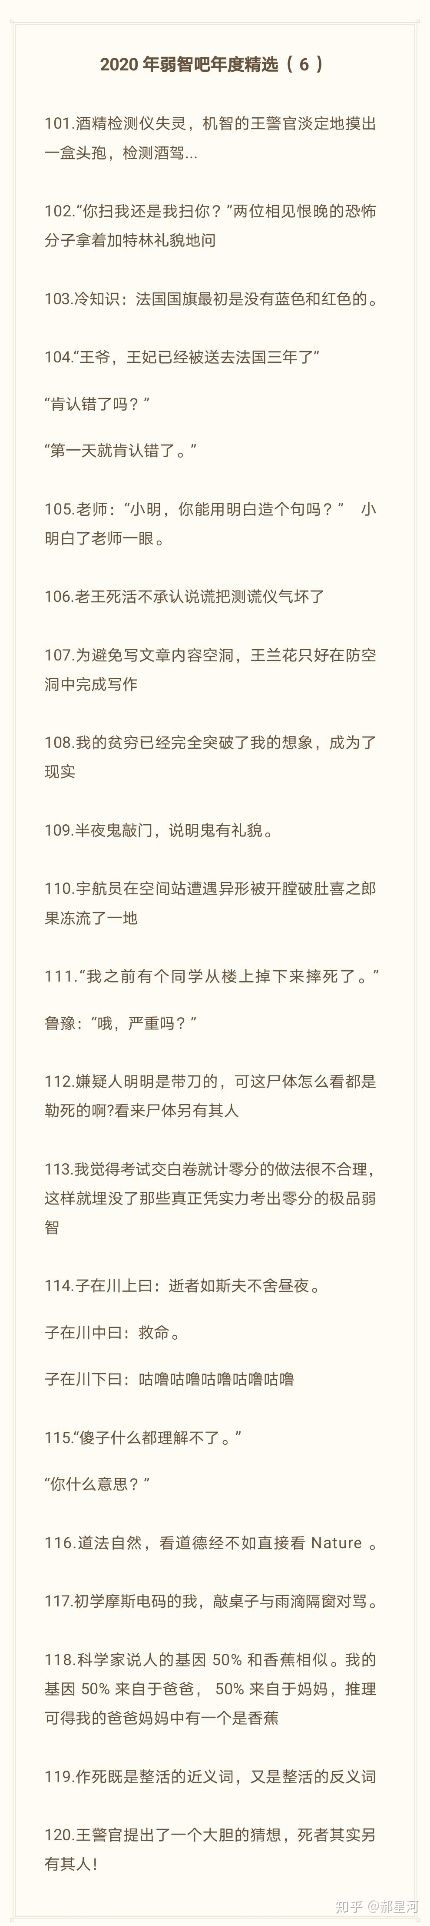 2020 年弱智吧年度精选（ 6 ）
101.酒精检测仪失灵，机智的王警官淡定地摸出
一盒头孢，检测酒驾...
102.“你扫我还是我扫你？”两位相见恨晚的恐怖
分子拿着加特林礼貌地问
103.冷知识：法国国旗最初是没有蓝色和红色的。
104.“王爷，王妃已经被送去法国三年了”
“肯认错了吗？”
“第一天就肯认错了。”
105.老师：“小明，你能用明白造个句吗？” 小
明白了老师一眼。
106.老王死活不承认说谎把测谎仪气坏了
107.为避免写文章内容空洞，王兰花只好在防空
洞中完成写作
108.我的贫穷已经完全突破了我的想象，成为了
现实
109.半夜鬼敲门，说明鬼有礼貌。
110.宇航员在空间站遭遇异形被开膛破肚喜之郎
果冻流了一地
111.“我之前有个同学从楼上掉下来摔死了。”
鲁豫：“哦，严重吗？”
112.嫌疑人明明是带刀的，可这尸体怎么看都是
勒死的啊?看来尸体另有其人
113.我觉得考试交白卷就计零分的做法很不合理，
这样就埋没了那些真正凭实力考出零分的极品弱
智
114.子在川上曰：逝者如斯夫不舍昼夜。
子在川中曰：救命。
子在川下曰：咕噜咕噜咕噜咕噜咕噜
115.“傻子什么都理解不了。”
“你什么意思？”
116.道法自然，看道德经不如直接看 Nature 。
117.初学摩斯电码的我，敲桌子与雨滴隔窗对骂。
118.科学家说人的基因 50% 和香蕉相似。我的
基因 50% 来自于爸爸， 50% 来自于妈妈，推理
可得我的爸爸妈妈中有一个是香蕉
119.作死既是整活的近义词，又是整活的反义词
120.王警官提出了一个大胆的猜想，死者其实另
有其人！
知乎 @郝星河